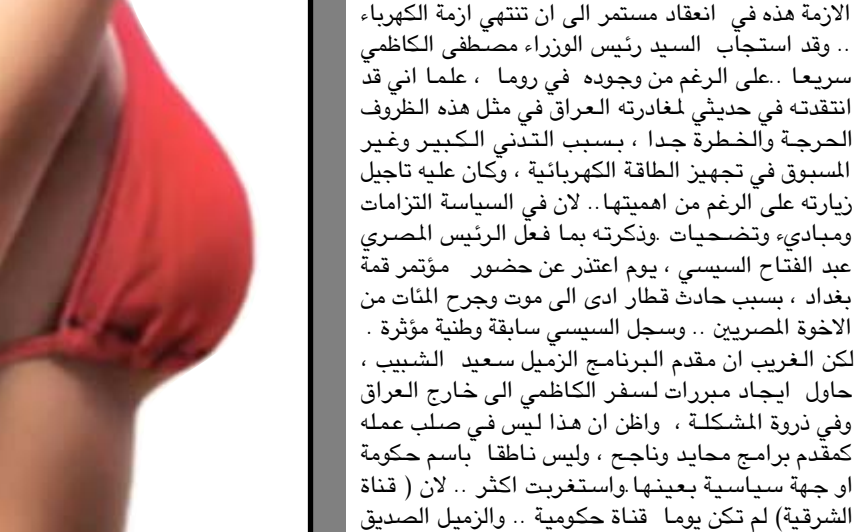 الازمة هذه في انعقاد مستمر الى ان تنتهي ازمة الكهرباء
.. وقد استجاب السيد رئيس الوزراء مصطفى الكاظمي
سريعا ..على الرغم من وجوده في روما ، علما اني قد
انتقدته في حديثي لمغادرته العراق في مثل هذه الظروف
الحرجة والخطرة جدا ، بسبب التدني الكبير وغير
المسبوق في تجهيز الطاقة الكهربائية ، وكان عليه تاجيل
زيارته على الرغم من اهميتها.. لان في السياسة التزامات
ومباديء وتضحيات .وذكرته بما فعل الرئيس المصري
عبد الفتاح السيسي ، يوم اعتذر عن حضور مؤتمر قمة
بغداد ، بسبب حادث قطار ادى الى موت وجرح المئات من
الاخوة المصريين .. وسجل السيسي سابقة وطنية مؤثرة .
لكن الغريب ان مقدم البرنامج الزميل سعيد الشبيب ،
حاول ايجاد مبررات لسفر الكاظمي الى خارج العراق
وفي ذروة المشكلة ، واظن ان هذا ليس في صلب عمله
كمقدم برامج محايد وناجح ، وليس ناطقا باسم حكومة
او جهة سياسية بعينها.واستغربت اكثر .. لان ( قناة
الشرقية) لم تكن يوما قناة حكومية .. والزميل الصديق